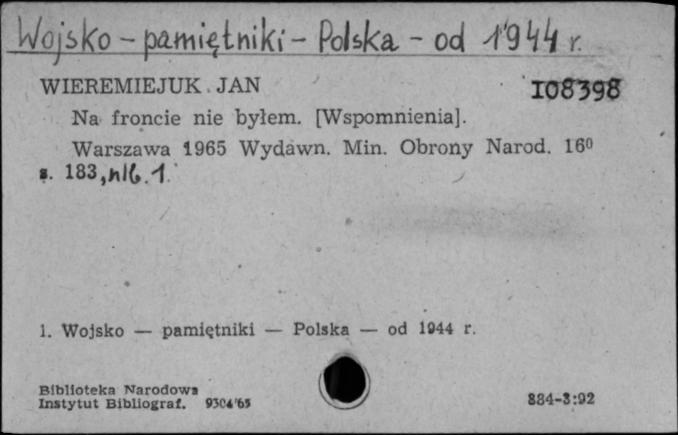 Wojsko - pamiętniki - Polska - od 1944 r.
WIEREMIEJUK JAN
108398
Na froncie nie byłem. [Wspomnienia].
Warszawa 1965 Wydawn. Min. Obrony Narod. 16⁰
s. 183, nlb. 1.
1. Wojsko — pamiętniki — Polska — od 1944 r.
Biblioteka Narodowa
Instytut Bibliograf. 9304/65
884-3:92